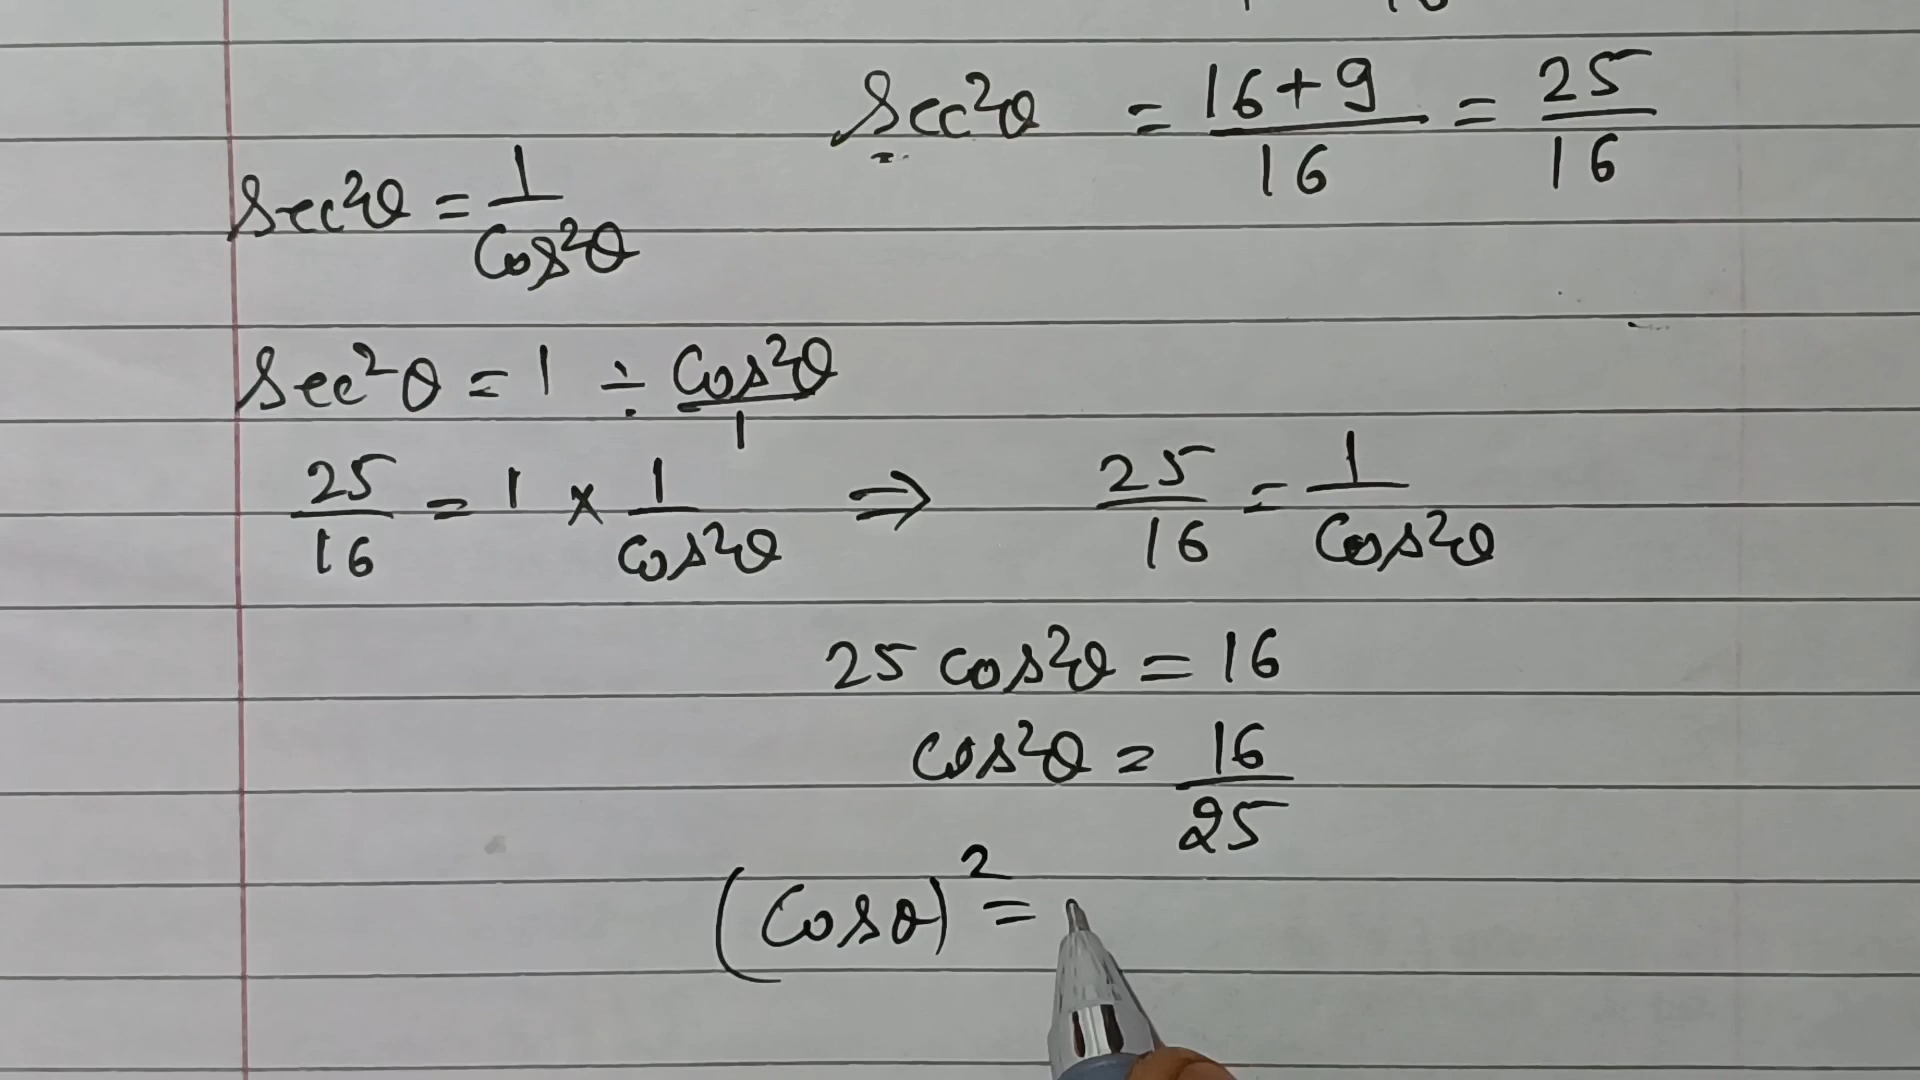 sec²θ = (16+9)/16 = 25/16
sec²θ = 1/cos²θ
sec²θ = 1 ÷ cos²θ/1
25/16 = 1 × 1/cos²θ ⇒ 25/16 = 1/cos²θ
25 cos²θ = 16
cos²θ = 16/25
(cosθ)² =